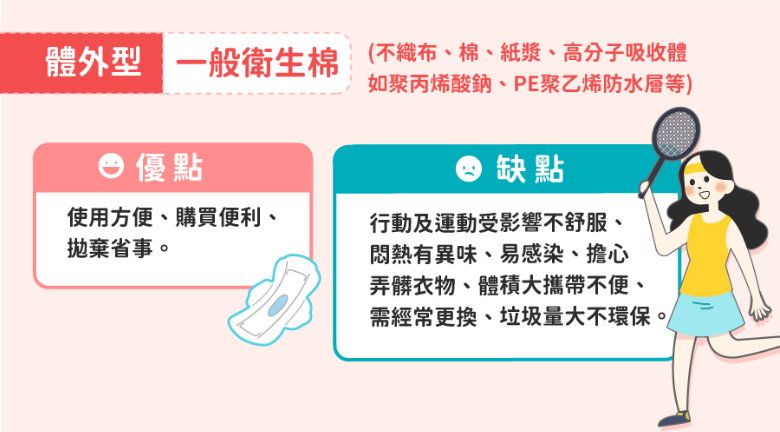 體外型 一般衛生棉
(不織布、棉、紙漿、高分子吸收體
如聚丙烯酸鈉、PE聚乙烯防水層等)
優點
使用方便、購買便利、
拋棄省事。
缺點
行動及運動受影響不舒服、
悶熱有異味、易感染、擔心
弄髒衣物、體積大攜帶不便、
需經常更換、垃圾量大不環保。